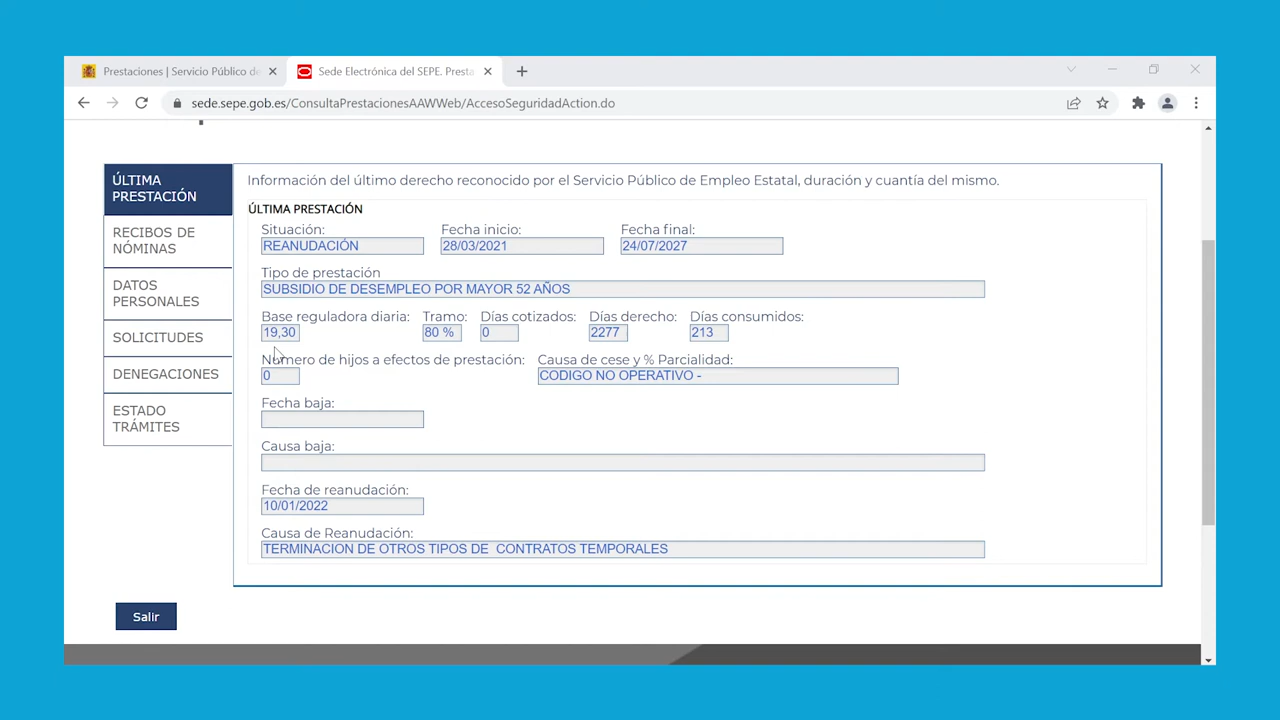 Prestaciones | Servicio Público de
Sede Electrónica del SEPE. Presta
sede.sepe.gob.es/ConsultaPrestacionesAAWWeb/AccesoSeguridadAction.do
ÚLTIMA
PRESTACIÓN
RECIBOS DE
NÓMINAS
DATOS
PERSONALES
SOLICITUDES
DENEGACIONES
ESTADO
TRÁMITES
Información del último derecho reconocido por el Servicio Público de Empleo Estatal, duración y cuantía del mismo.
ÚLTIMA PRESTACIÓN
Situación: Fecha inicio: Fecha final:
REANUDACIÓN 28/03/2021 24/07/2027
Tipo de prestación
SUBSIDIO DE DESEMPLEO POR MAYOR 52 AÑOS
Base reguladora diaria: Tramo: Días cotizados: Días derecho: Días consumidos:
19,30 80 % 0 2277 213
Número de hijos a efectos de prestación: Causa de cese y % Parcialidad:
0 CODIGO NO OPERATIVO -
Fecha baja:
Causa baja:
Fecha de reanudación:
10/01/2022
Causa de Reanudación:
TERMINACION DE OTROS TIPOS DE CONTRATOS TEMPORALES
Salir